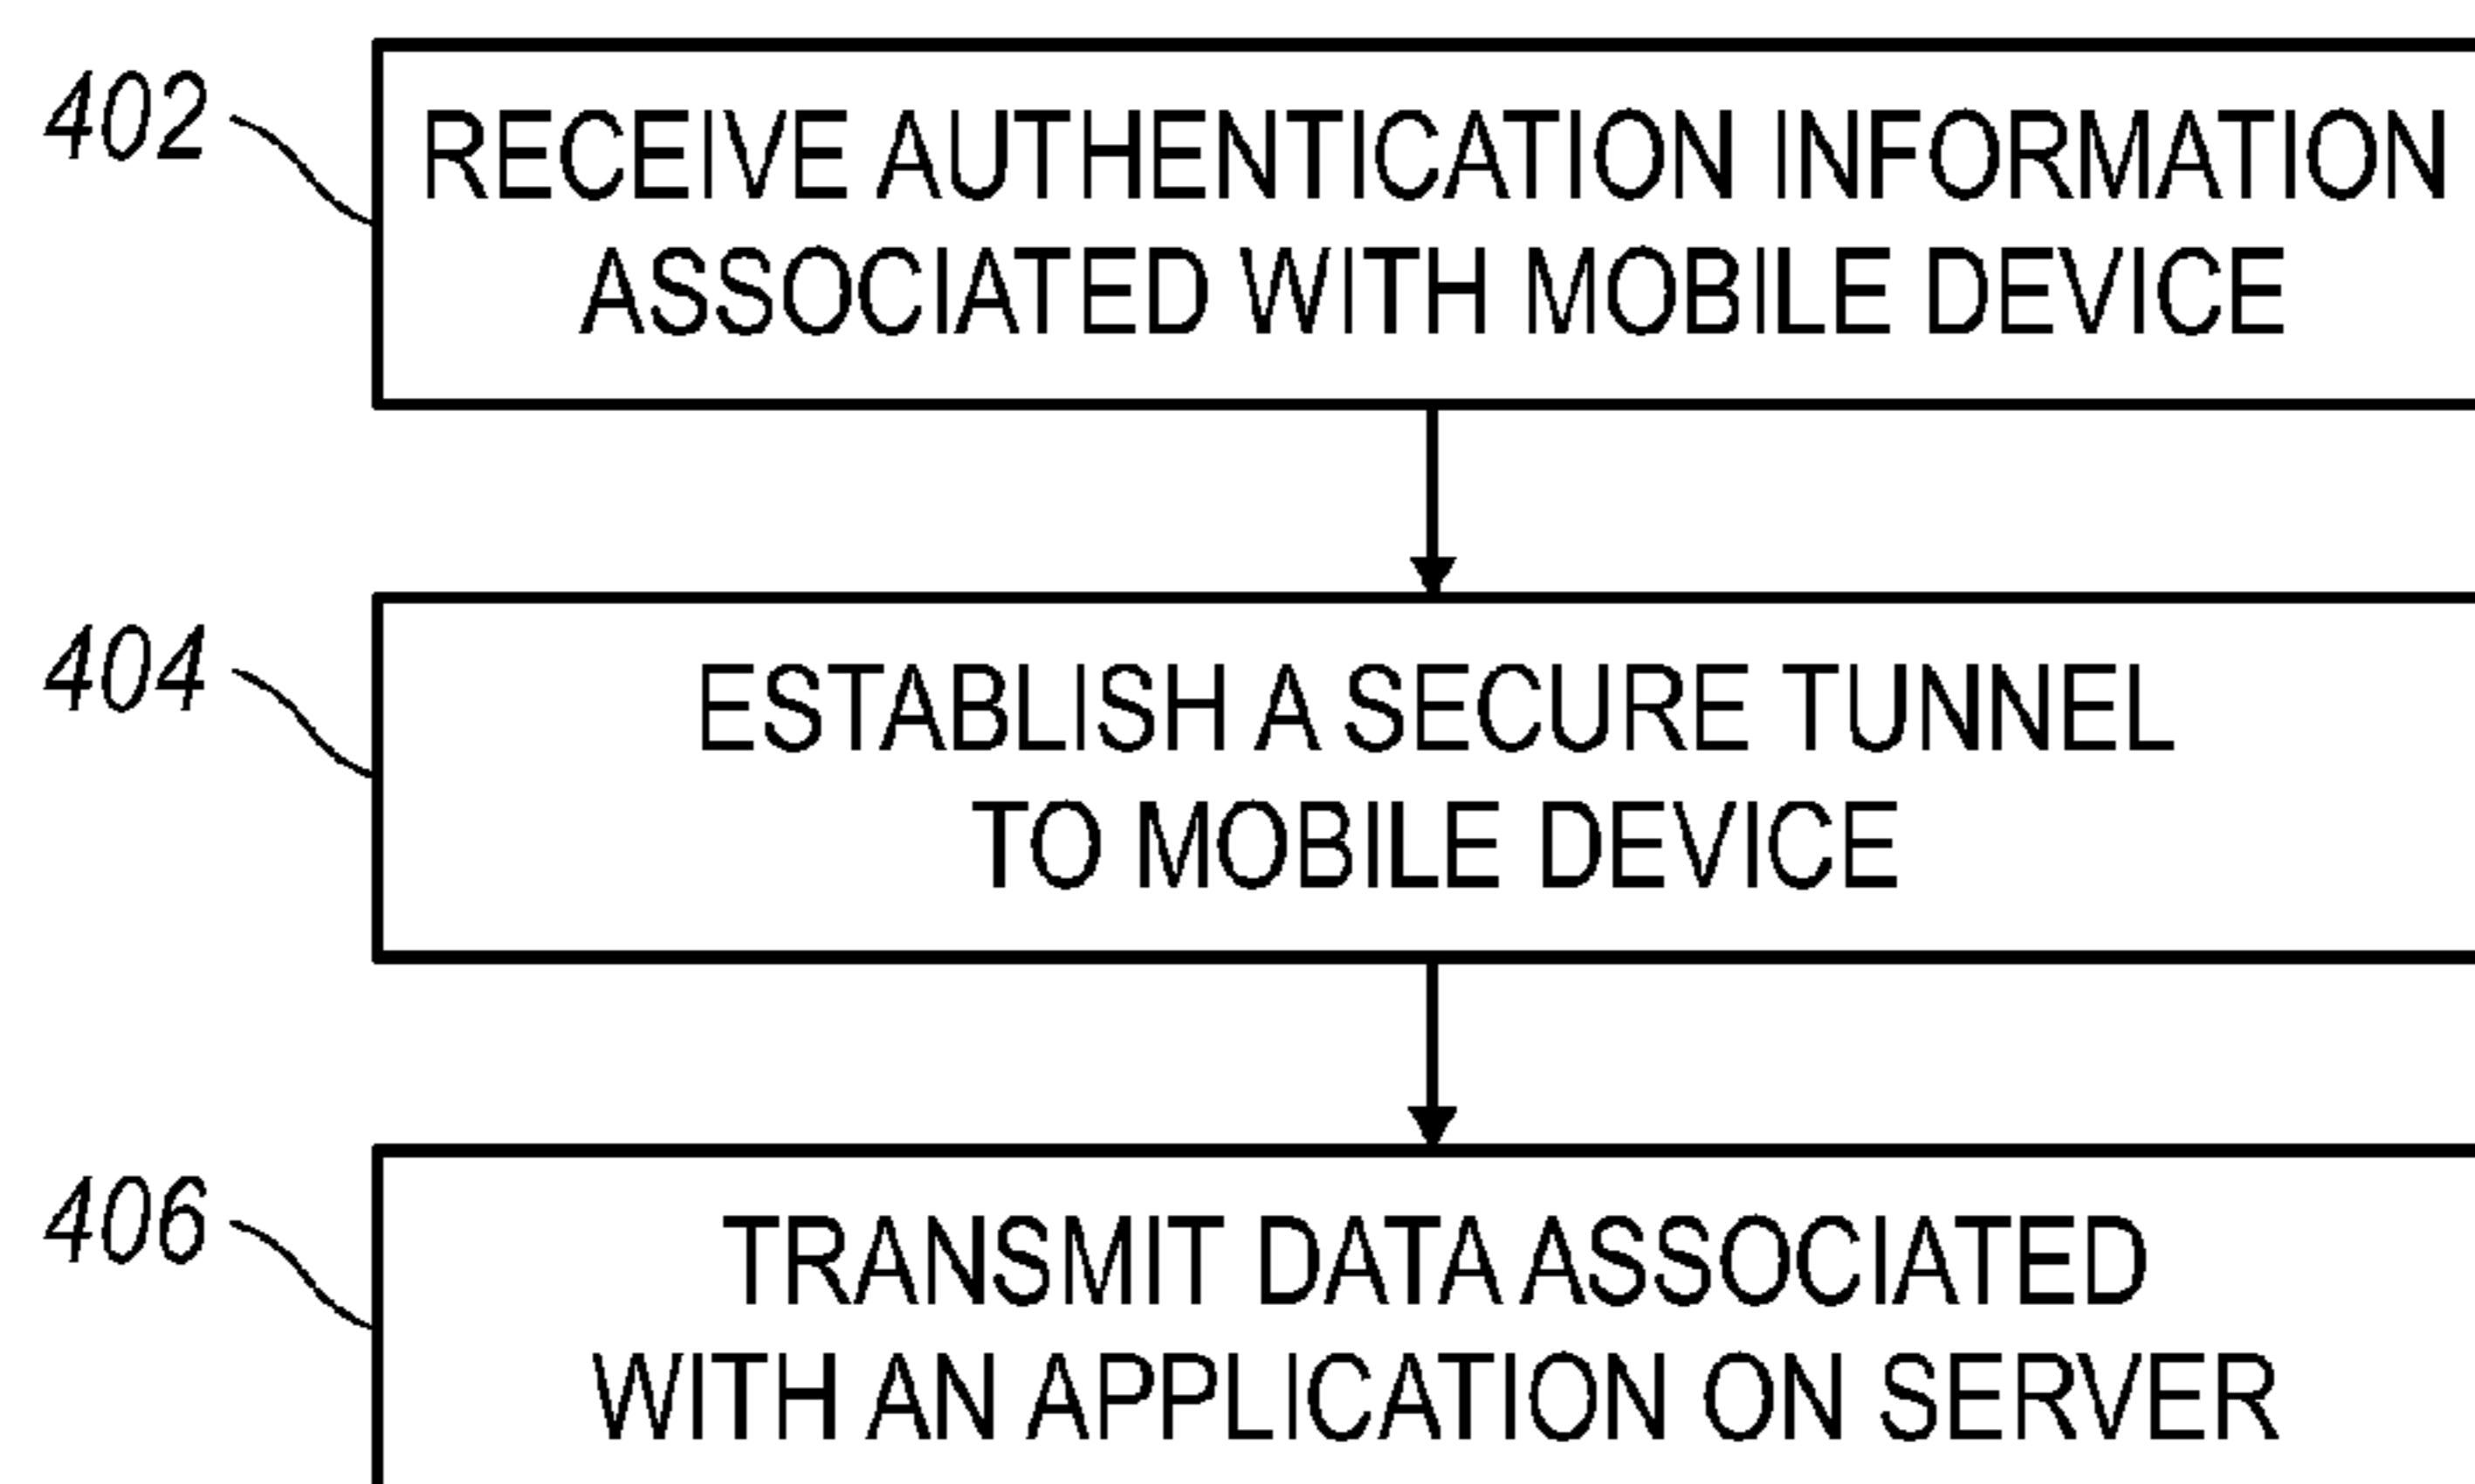 402
RECEIVE AUTHENTICATION INFORMATION
ASSOCIATED WITH MOBILE DEVICE
404
ESTABLISH A SECURE TUNNEL
TO MOBILE DEVICE
406
TRANSMIT DATA ASSOCIATED
WITH AN APPLICATION ON SERVER